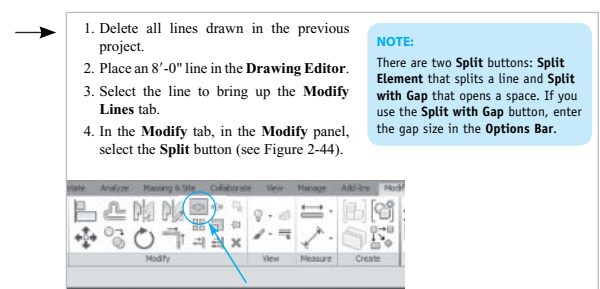 1. Delete all lines drawn in the previous
project.
2. Place an 8′-0" line in the Drawing Editor.
3. Select the line to bring up the Modify
Lines tab.
4. In the Modify tab, in the Modify panel,
select the Split button (see Figure 2-44).
NOTE:
There are two Split buttons: Split
Element that splits a line and Split
with Gap that opens a space. If you
use the Split with Gap button, enter
the gap size in the Options Bar.
Analyze Massing & Site Collaborate View Manage Add-Ins
Modify View Measure Create